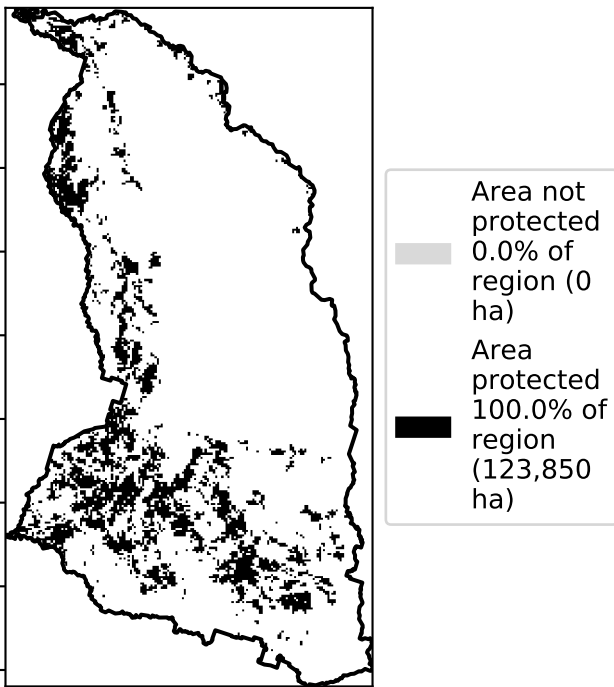 Area not
protected
0.0% of
region (0
ha)
Area
protected
100.0% of
region
(123,850
ha)